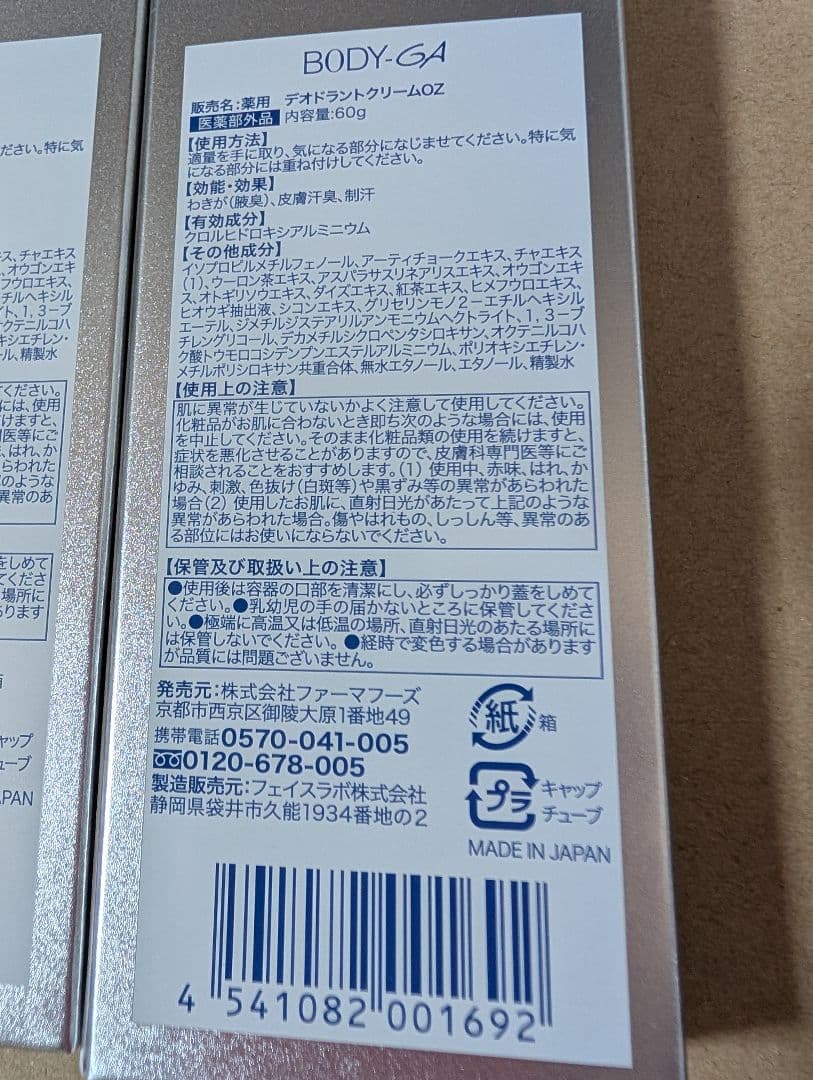 BODY-GA
販売名:薬用 デオドラントクリームOZ
医薬部外品 内容量:60g
【使用方法】
適量を手に取り、気になる部分になじませてください。特に気
になる部分には重ね付けしてください。
【効能・効果】
わきが(腋臭)、皮膚汗臭、制汗
【有効成分】
クロルヒドロキシアルミニウム
【その他成分】
イソプロピルメチルフェノール、アーティチョークエキス、チャエキス
(1)、ウーロン茶エキス、アスパラサスリネアリスエキス、オウゴンエキ
ス、オトギリソウエキス、ダイズエキス、紅茶エキス、ヒメフウロエキス、
ヒオウギ抽出液、シコンエキス、グリセリンモノ2－エチルヘキシル
エーテル、ジメチルジステアリルアンモニウムヘクトライト、1,3－ブ
チレングリコール、デカメチルシクロペンタシロキサン、オクテニルコハ
ク酸トウモロコシデンプンエステルアルミニウム、ポリオキシエチレン・
メチルポリシロキサン共重合体、無水エタノール、エタノール、精製水
【使用上の注意】
肌に異常が生じていないかよく注意して使用してください。
化粧品がお肌に合わないとき即ち次のような場合には、使用
を中止してください。そのまま化粧品類の使用を続けますと、
症状を悪化させることがありますので、皮膚科専門医等にご
相談されることをおすすめします。(1) 使用中、赤味、はれ、か
ゆみ、刺激、色抜け(白斑等)や黒ずみ等の異常があらわれた
場合(2) 使用したお肌に、直射日光があたって上記のような
異常があらわれた場合。傷やはれもの、しっしん等、異常のあ
る部位にはお使いにならないでください。
【保管及び取扱い上の注意】
●使用後は容器の口部を清潔にし、必ずしっかり蓋をしめて
ください。●乳幼児の手の届かないところに保管してくださ
い。●極端に高温又は低温の場所、直射日光のあたる場所に
は保管しないでください。●経時で変色する場合があります
が品質には問題ございません。
発売元:株式会社ファーマフーズ
京都市西京区御陵大原1番地49
携帯電話0570-041-005
0120-678-005
製造販売元:フェイスラボ株式会社
静岡県袋井市久能1934番地の2
紙 箱
プラ キャップ
チューブ
MADE IN JAPAN
4 541082 001692